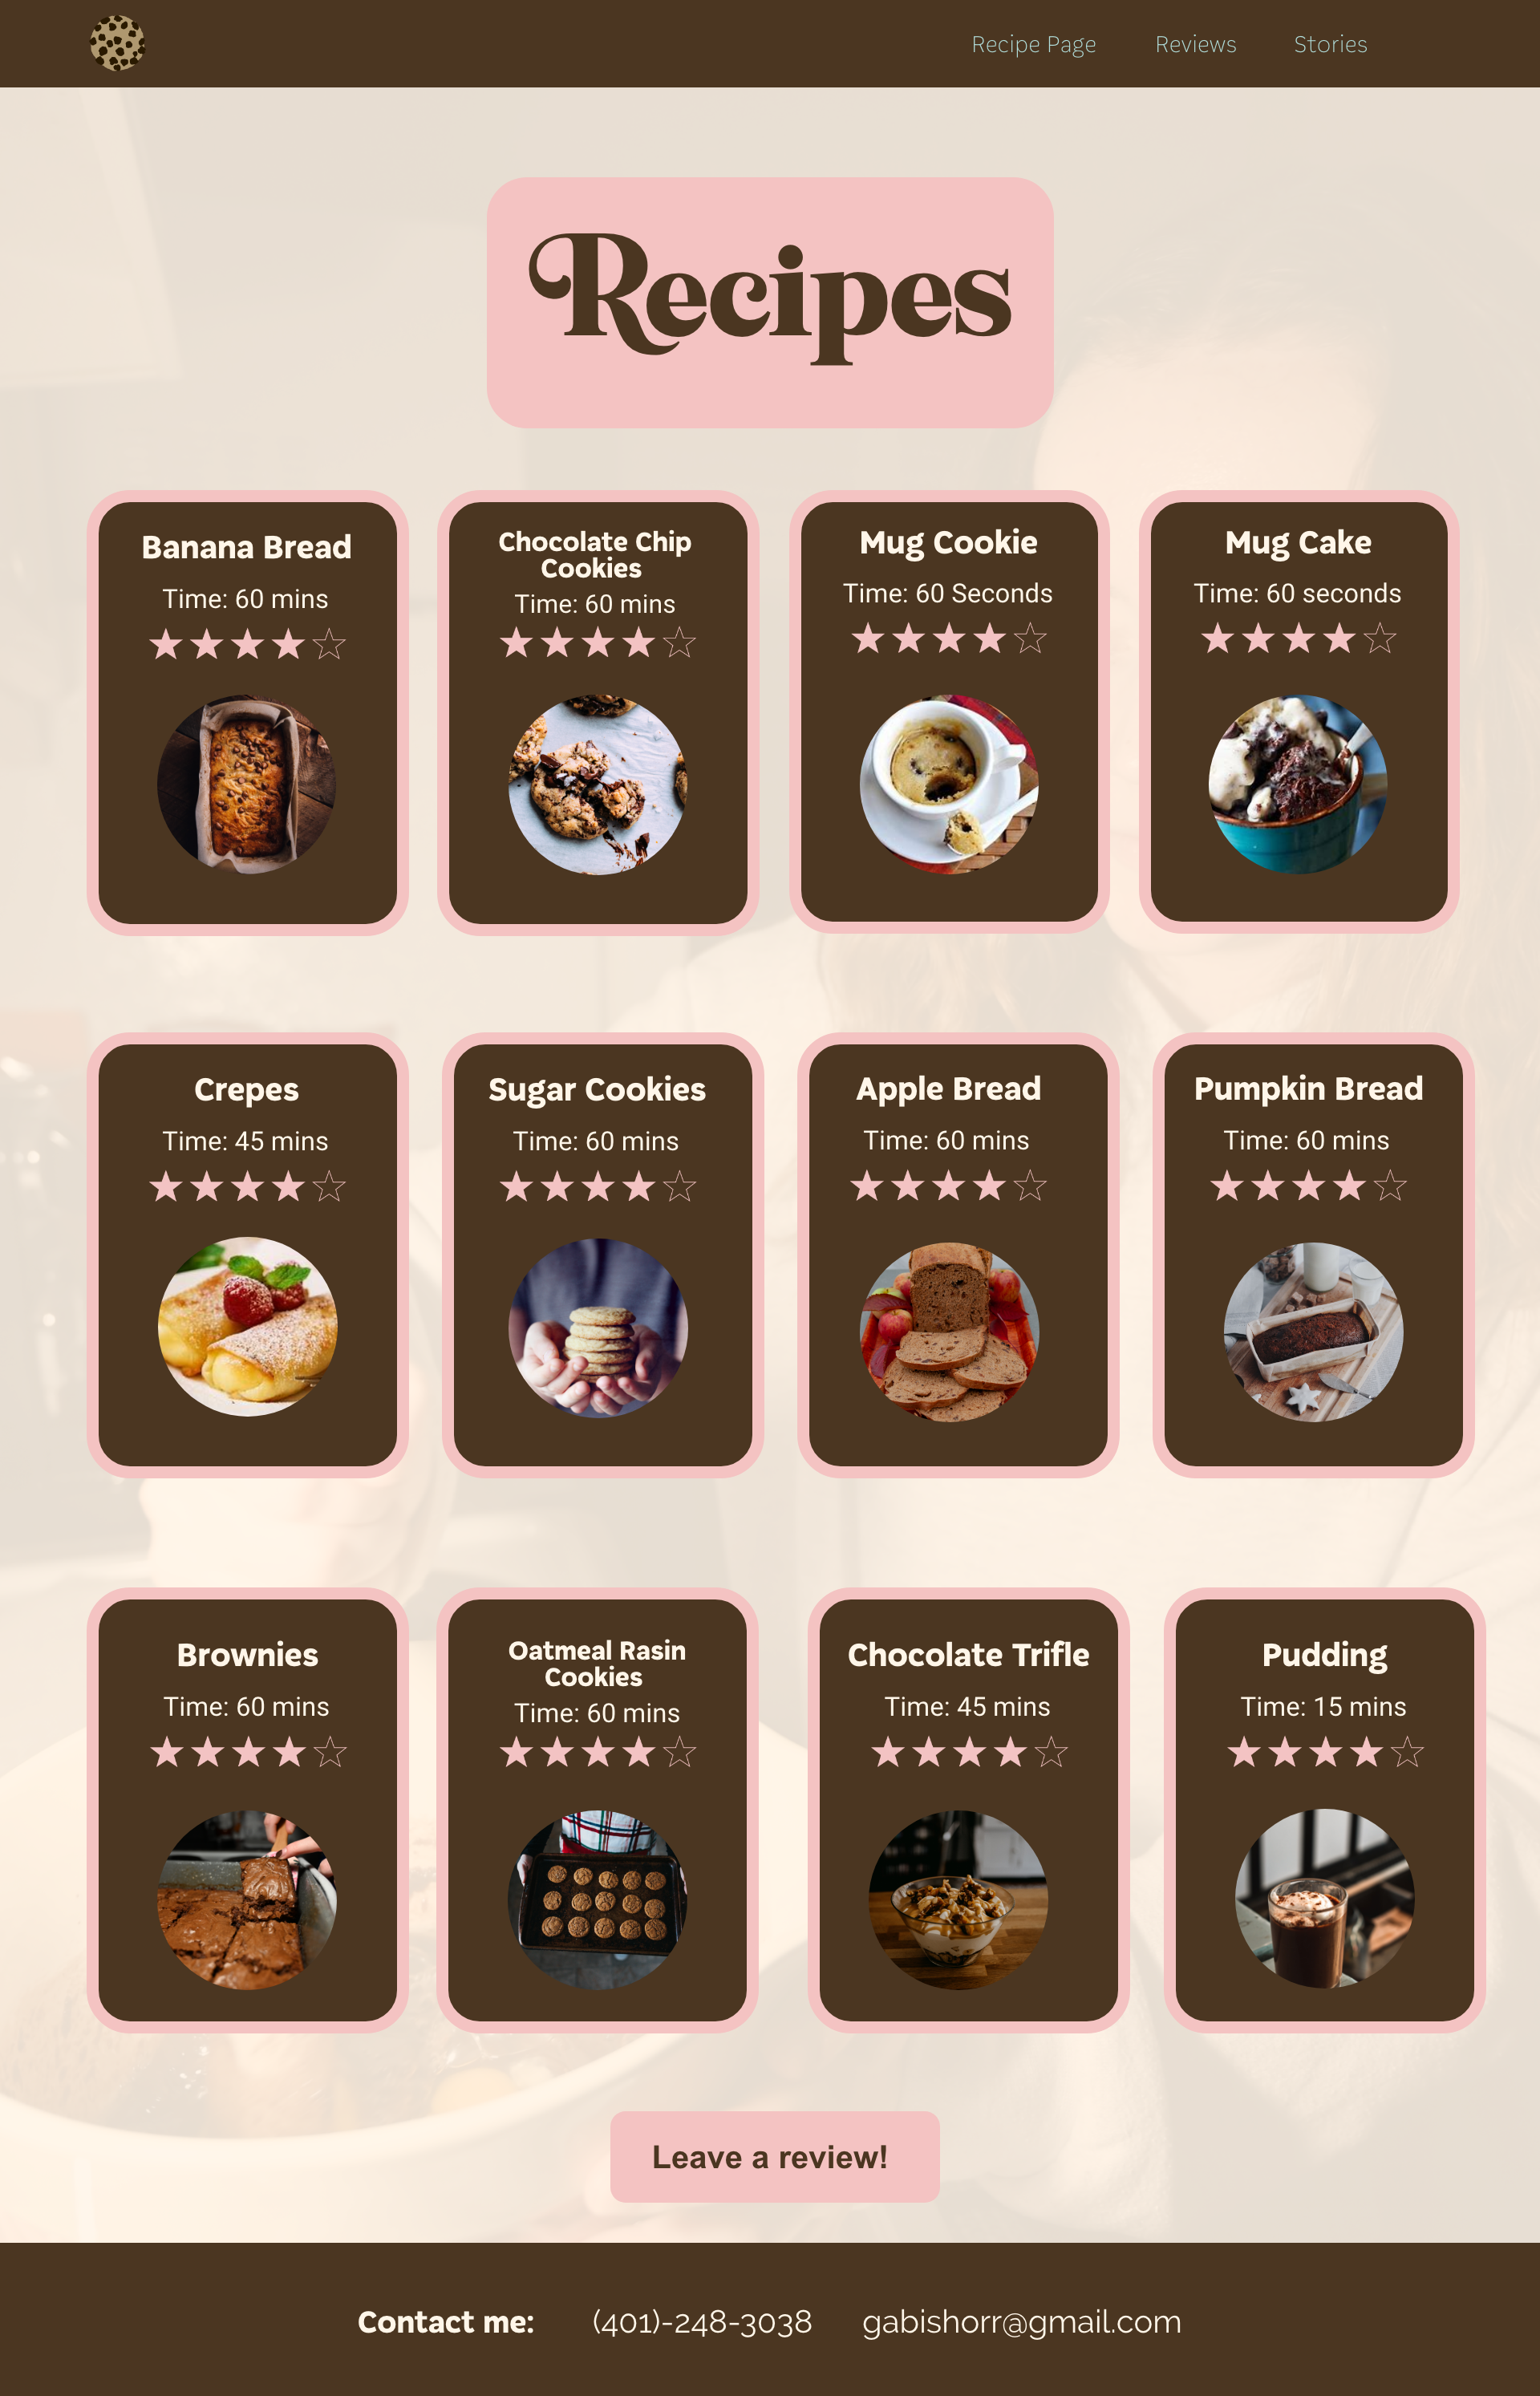 Recipe Page Reviews Stories
Recipes
Banana Bread
Time: 60 mins
Chocolate Chip
Cookies
Time: 60 mins
Mug Cookie
Time: 60 Seconds
Mug Cake
Time: 60 seconds
Crepes
Time: 45 mins
Sugar Cookies
Time: 60 mins
Apple Bread
Time: 60 mins
Pumpkin Bread
Time: 60 mins
Brownies
Time: 60 mins
Oatmeal Rasin
Cookies
Time: 60 mins
Chocolate Trifle
Time: 45 mins
Pudding
Time: 15 mins
Leave a review!
Contact me: (401)-248-3038 gabishorr@gmail.com